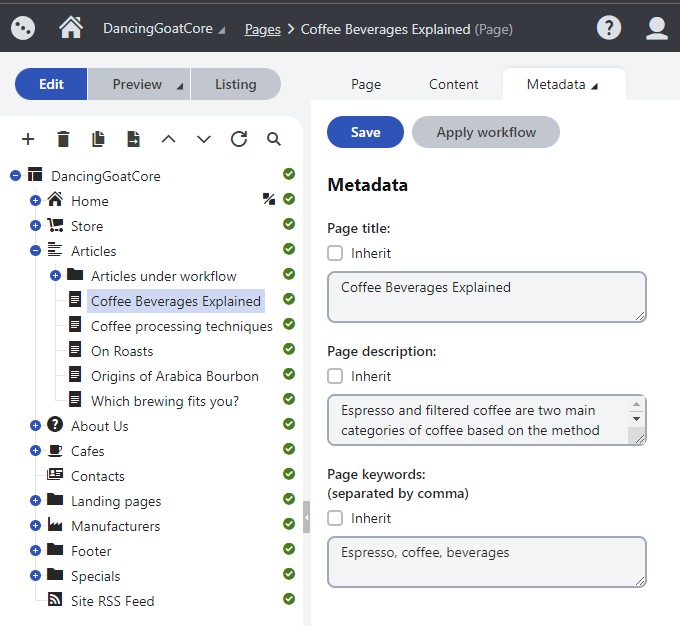 DancingGoatCore Pages > Coffee Beverages Explained (Page) ?
Edit Preview Listing
Page Content Metadata
Save Apply workflow
DancingGoatCore
Home
Store
Articles
Articles under workflow
Coffee Beverages Explained
Coffee processing techniques
On Roasts
Origins of Arabica Bourbon
Which brewing fits you?
About Us
Cafes
Contacts
Landing pages
Manufacturers
Footer
Specials
Site RSS Feed
Metadata
Page title:
Inherit
Coffee Beverages Explained
Page description:
Inherit
Espresso and filtered coffee are two main
categories of coffee based on the method
Page keywords:
(separated by comma)
Inherit
Espresso, coffee, beverages